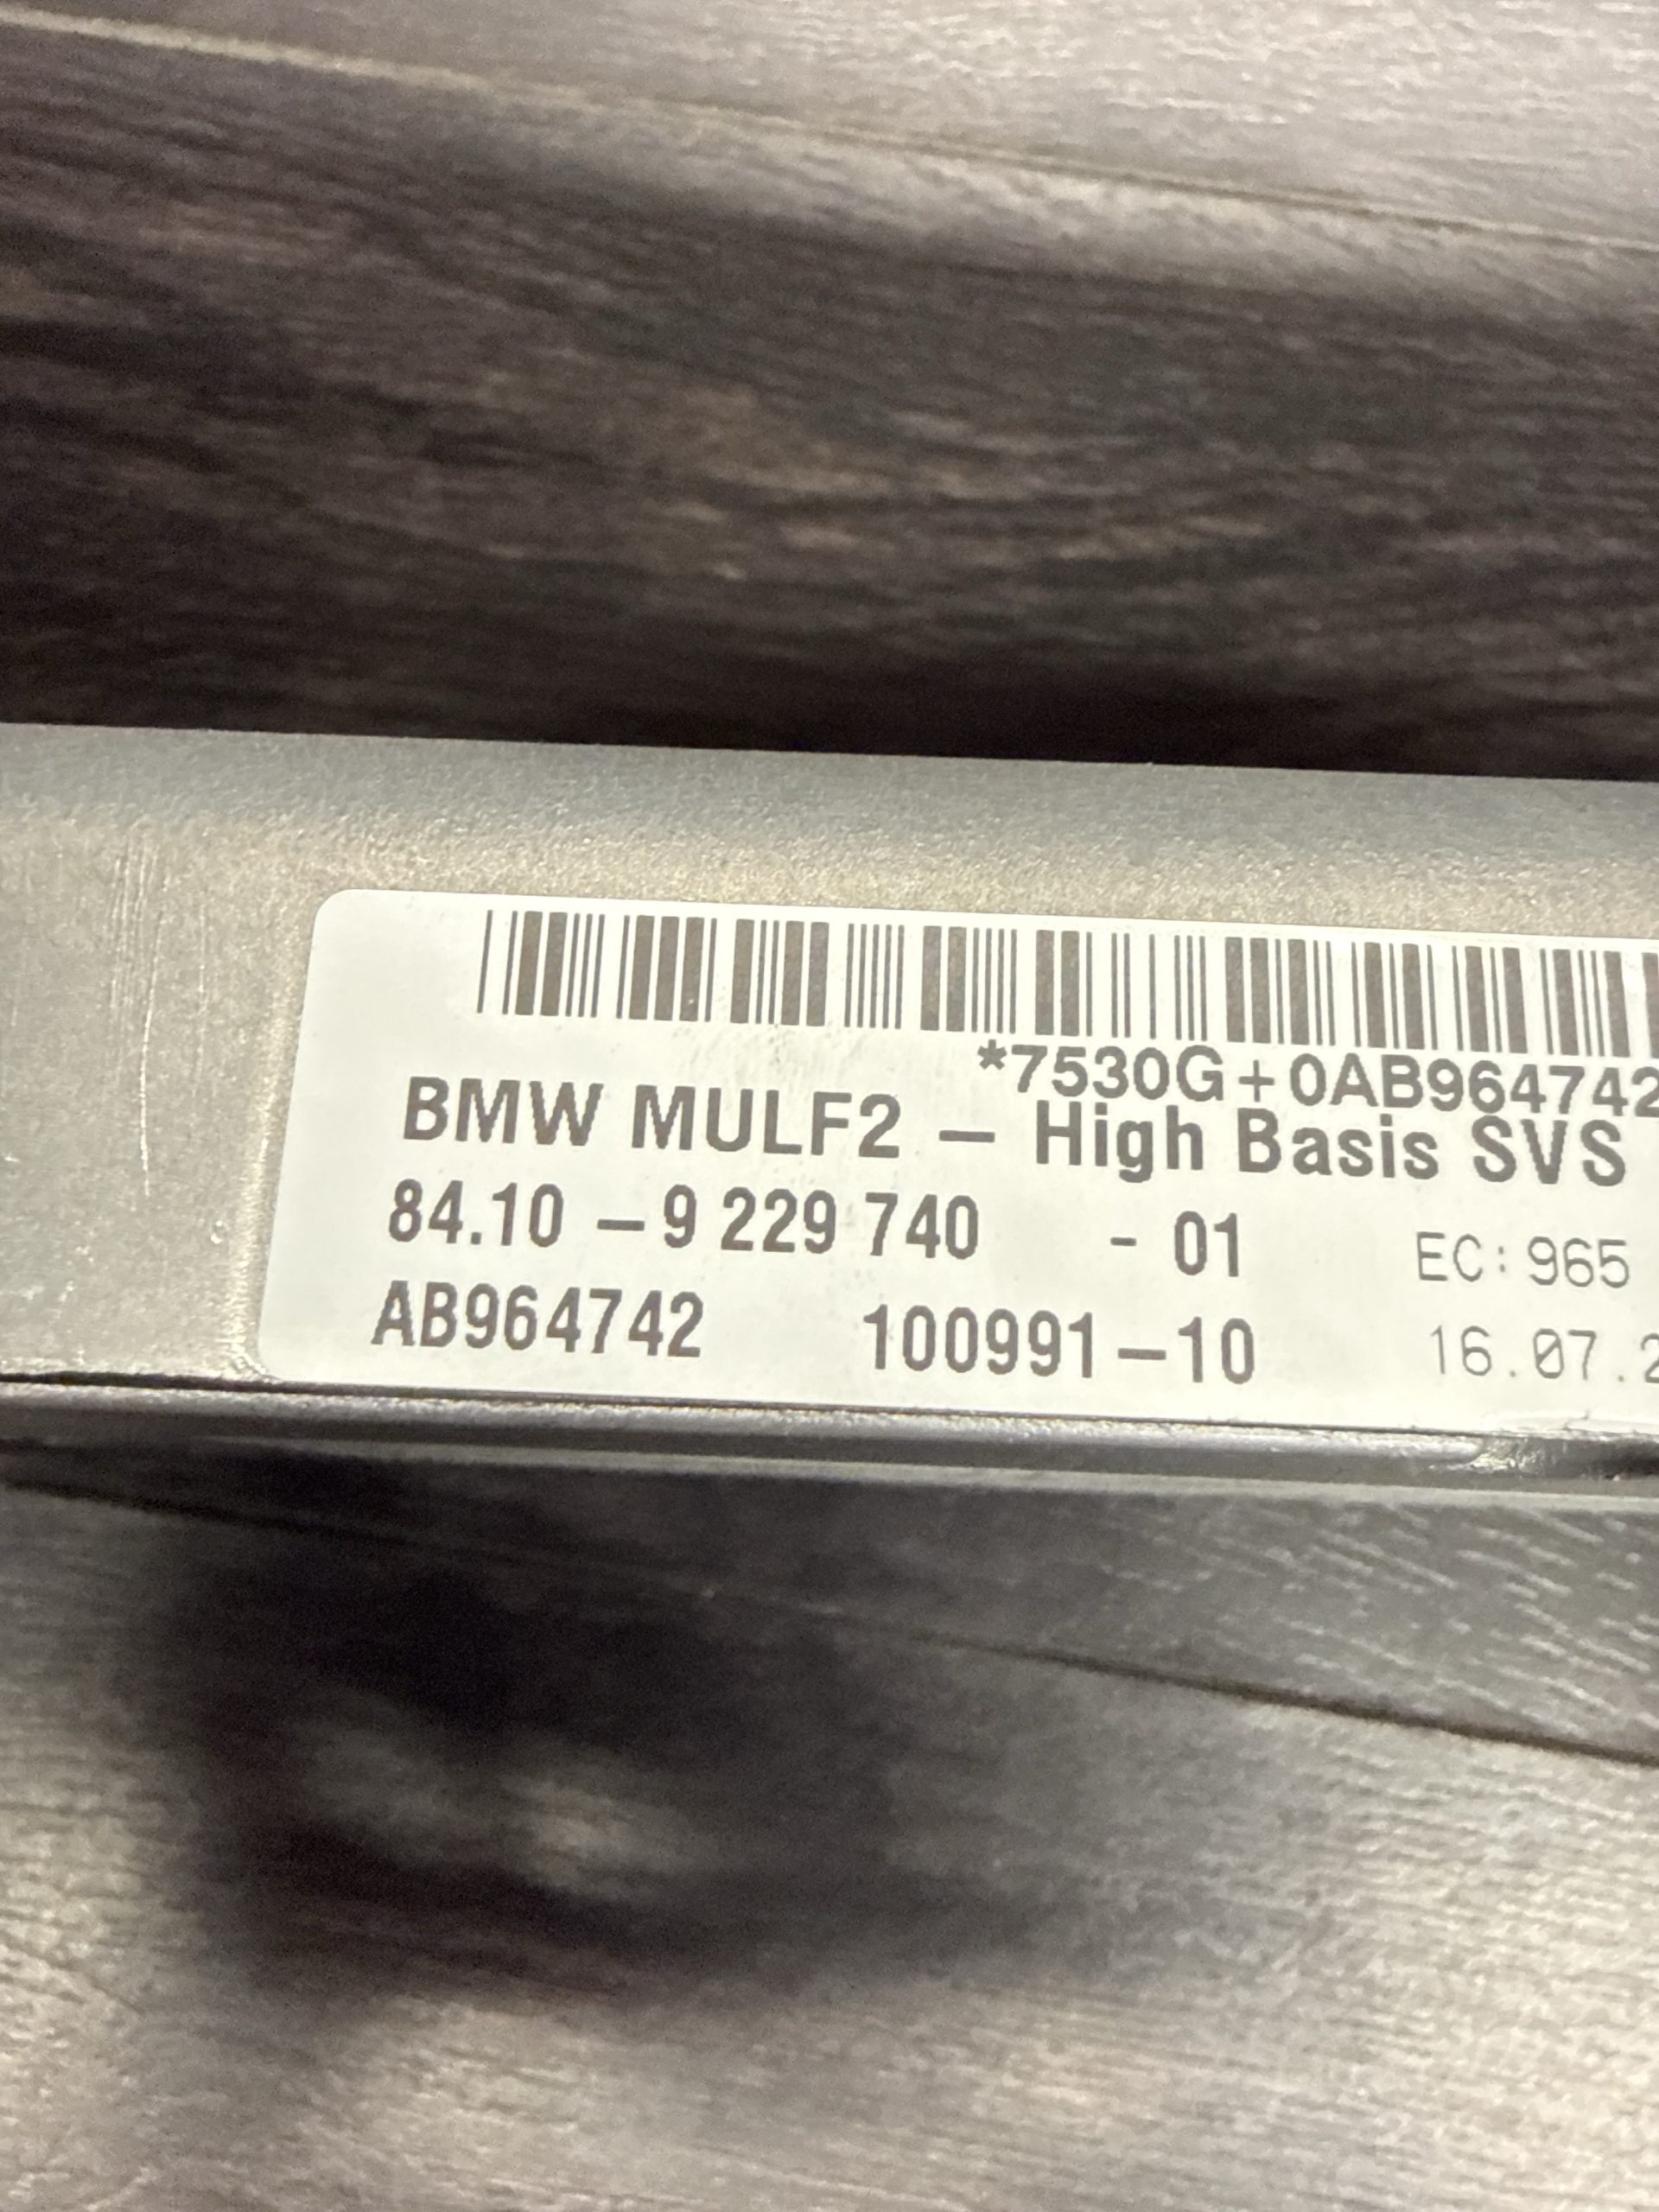 *7530G+0AB964742
BMW MULF2 – High Basis SVS
84.10 – 9 229 740 - 01 EC: 965
AB964742 100991–10 16.07.2